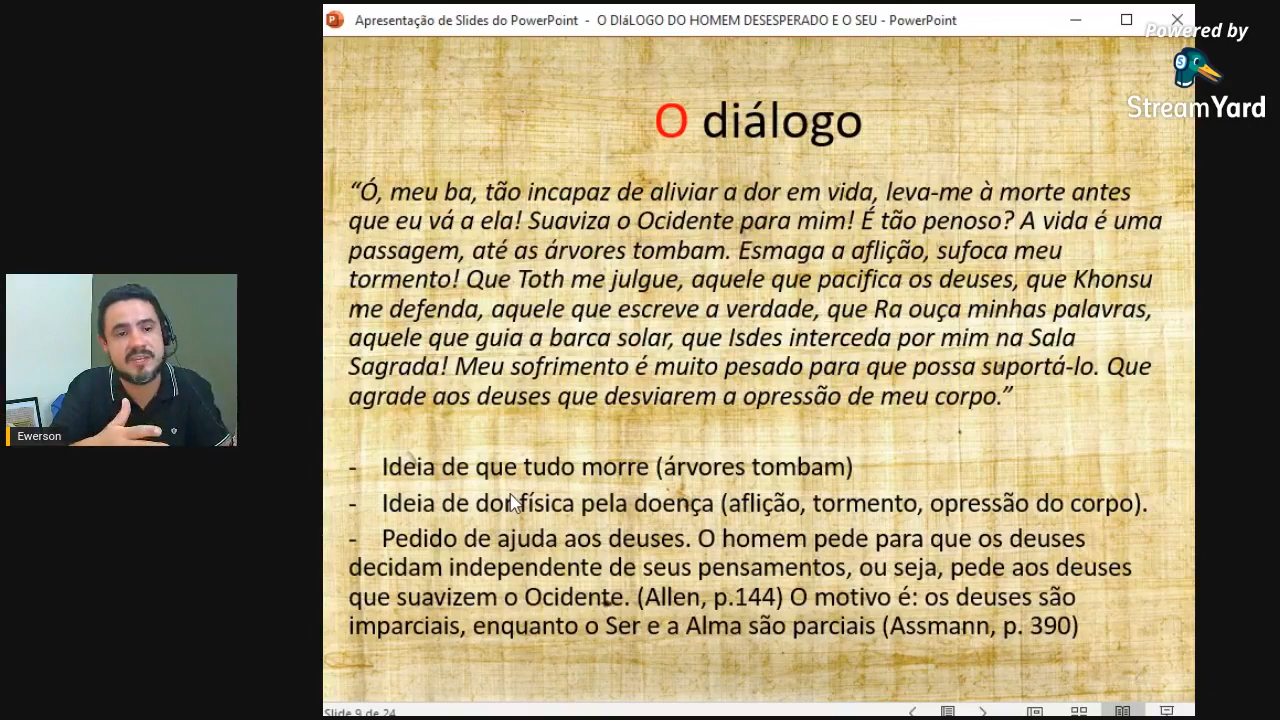 Apresentação de Slides do PowerPoint - O DIáLOGO DO HOMEM DESESPERADO E O SEU - PowerPoint
Powered by
StreamYard
O diálogo
“Ó, meu ba, tão incapaz de aliviar a dor em vida, leva-me à morte antes
que eu vá a ela! Suaviza o Ocidente para mim! É tão penoso? A vida é uma
passagem, até as árvores tombam. Esmaga a aflição, sufoca meu
tormento! Que Toth me julgue, aquele que pacifica os deuses, que Khonsu
me defenda, aquele que escreve a verdade, que Ra ouça minhas palavras,
aquele que guia a barca solar, que Isdes interceda por mim na Sala
Sagrada! Meu sofrimento é muito pesado para que possa suportá-lo. Que
agrade aos deuses que desviarem a opressão de meu corpo.”
- Ideia de que tudo morre (árvores tombam)
- Ideia de dor física pela doença (aflição, tormento, opressão do corpo).
- Pedido de ajuda aos deuses. O homem pede para que os deuses
decidam independente de seus pensamentos, ou seja, pede aos deuses
que suavizem o Ocidente. (Allen, p.144) O motivo é: os deuses são
imparciais, enquanto o Ser e a Alma são parciais (Assmann, p. 390)
Ewerson
Slide 9 de 24